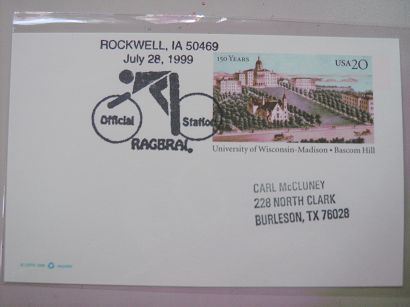 ROCKWELL, IA 50469
July 28, 1999
Official Station
RAGBRAI
150 YEARS
USA 20
University of Wisconsin-Madison • Bascom Hill
CARL McCLUNEY
228 NORTH CLARK
BURLESON, TX 76028